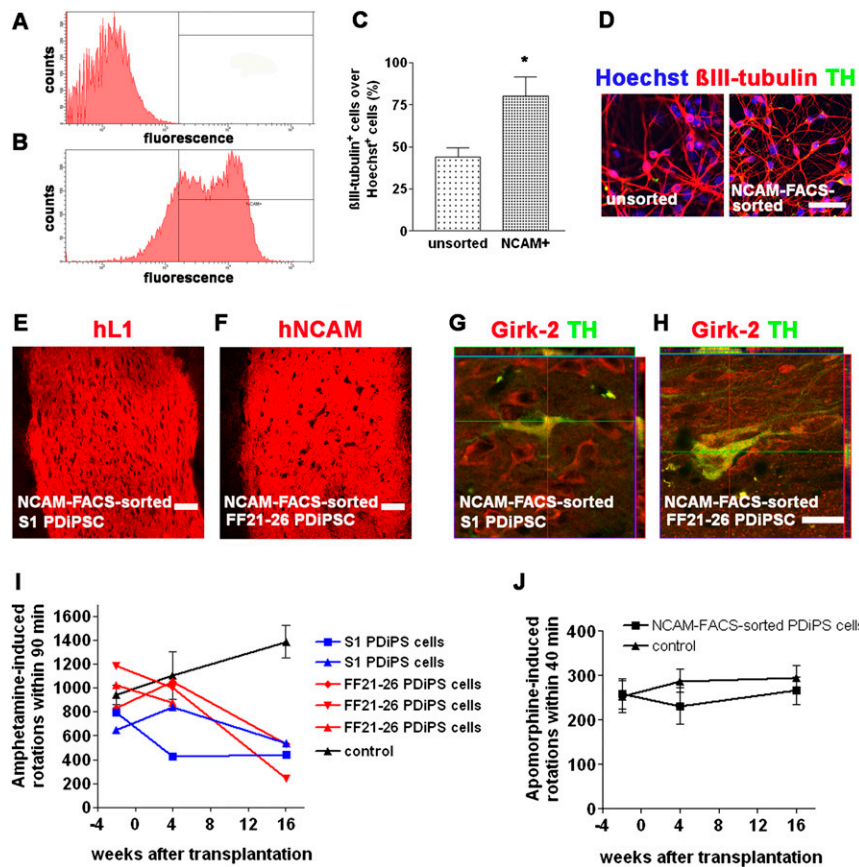 A
counts
fluorescence
B
counts
NCAM+
fluorescence
C
ßIII-tubulin⁺ cells over
Hoechst⁺ cells (%)
100
75
50
25
0
*
unsorted
NCAM+
D
Hoechst ßIII-tubulin TH
unsorted
NCAM-FACS-
sorted
E
hL1
NCAM-FACS-sorted
S1 PDiPSC
F
hNCAM
NCAM-FACS-sorted
FF21-26 PDiPSC
G
Girk-2 TH
NCAM-FACS-sorted
S1 PDiPSC
H
Girk-2 TH
NCAM-FACS-sorted
FF21-26 PDiPSC
I
Amphetamine-induced
rotations within 90 min
1600
1400
1200
1000
800
600
400
200
0
-4 0 4 8 12 16
weeks after transplantation
S1 PDiPS cells
S1 PDiPS cells
FF21-26 PDiPS cells
FF21-26 PDiPS cells
FF21-26 PDiPS cells
control
J
Apomorphine-induced
rotations within 40 min
400
300
200
100
0
-4 0 4 8 12 16
weeks after transplantation
NCAM-FACS-sorted PDiPS cells
control